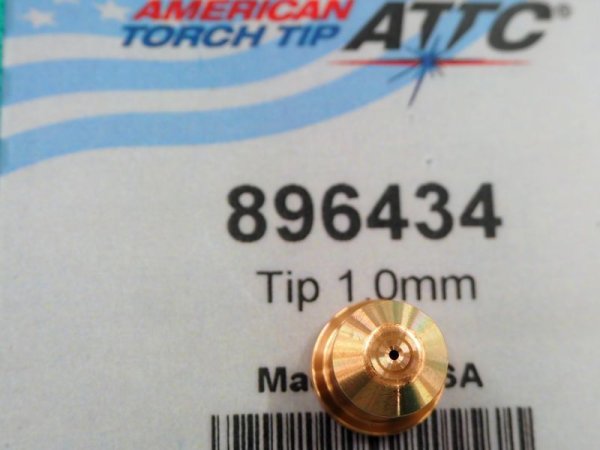 AMERICAN
TORCH TIP
ATTC®
896434
Tip 1.0mm